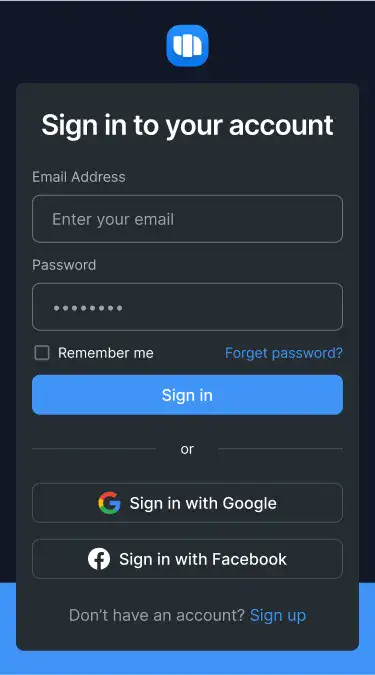 Sign in to your account
Email Address
Enter your email
Password
••••••••
Remember me Forget password?
Sign in
or
Sign in with Google
Sign in with Facebook
Don’t have an account? Sign up